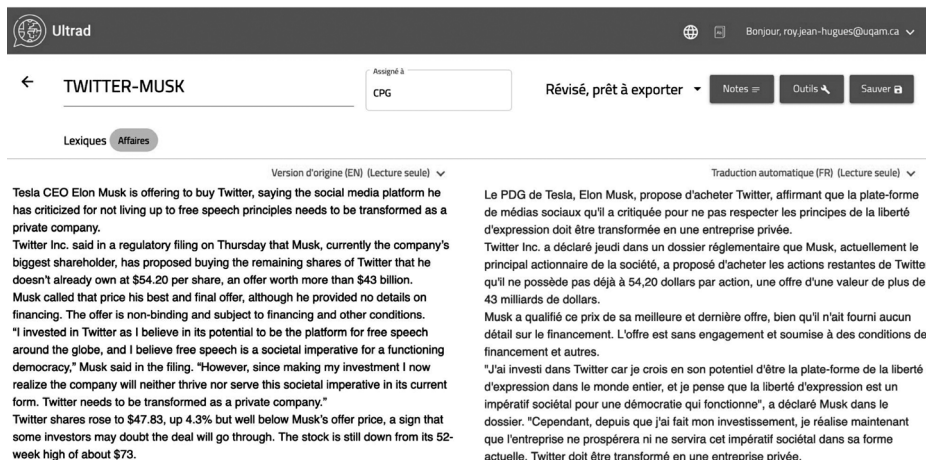 Ultrad
Bonjour, roy.jean-hugues@uqam.ca
TWITTER-MUSK
Assigné à
CPG
Révisé, prêt à exporter
Notes
Outils
Sauver
Lexiques Affaires
Version d'origine (EN) (Lecture seule)
Tesla CEO Elon Musk is offering to buy Twitter, saying the social media platform he
has criticized for not living up to free speech principles needs to be transformed as a
private company.
Twitter Inc. said in a regulatory filing on Thursday that Musk, currently the company's
biggest shareholder, has proposed buying the remaining shares of Twitter that he
doesn't already own at $54.20 per share, an offer worth more than $43 billion.
Musk called that price his best and final offer, although he provided no details on
financing. The offer is non-binding and subject to financing and other conditions.
“I invested in Twitter as I believe in its potential to be the platform for free speech
around the globe, and I believe free speech is a societal imperative for a functioning
democracy,” Musk said in the filing. “However, since making my investment I now
realize the company will neither thrive nor serve this societal imperative in its current
form. Twitter needs to be transformed as a private company.”
Twitter shares rose to $47.83, up 4.3% but well below Musk's offer price, a sign that
some investors may doubt the deal will go through. The stock is still down from its 52-
week high of about $73.
Traduction automatique (FR) (Lecture seule)
Le PDG de Tesla, Elon Musk, propose d'acheter Twitter, affirmant que la plate-forme
de médias sociaux qu'il a critiquée pour ne pas respecter les principes de la liberté
d'expression doit être transformée en une entreprise privée.
Twitter Inc. a déclaré jeudi dans un dossier réglementaire que Musk, actuellement le
principal actionnaire de la société, a proposé d'acheter les actions restantes de Twitte
qu'il ne possède pas déjà à 54,20 dollars par action, une offre d'une valeur de plus de
43 milliards de dollars.
Musk a qualifié ce prix de sa meilleure et dernière offre, bien qu'il n'ait fourni aucun
détail sur le financement. L'offre est sans engagement et soumise à des conditions de
financement et autres.
"J'ai investi dans Twitter car je crois en son potentiel d'être la plate-forme de la liberté
d'expression dans le monde entier, et je pense que la liberté d'expression est un
impératif sociétal pour une démocratie qui fonctionne", a déclaré Musk dans le
dossier. "Cependant, depuis que j'ai fait mon investissement, je réalise maintenant
que l'entreprise ne prospérera ni ne servira cet impératif sociétal dans sa forme
actuelle. Twitter doit être transformé en une entreprise privée.